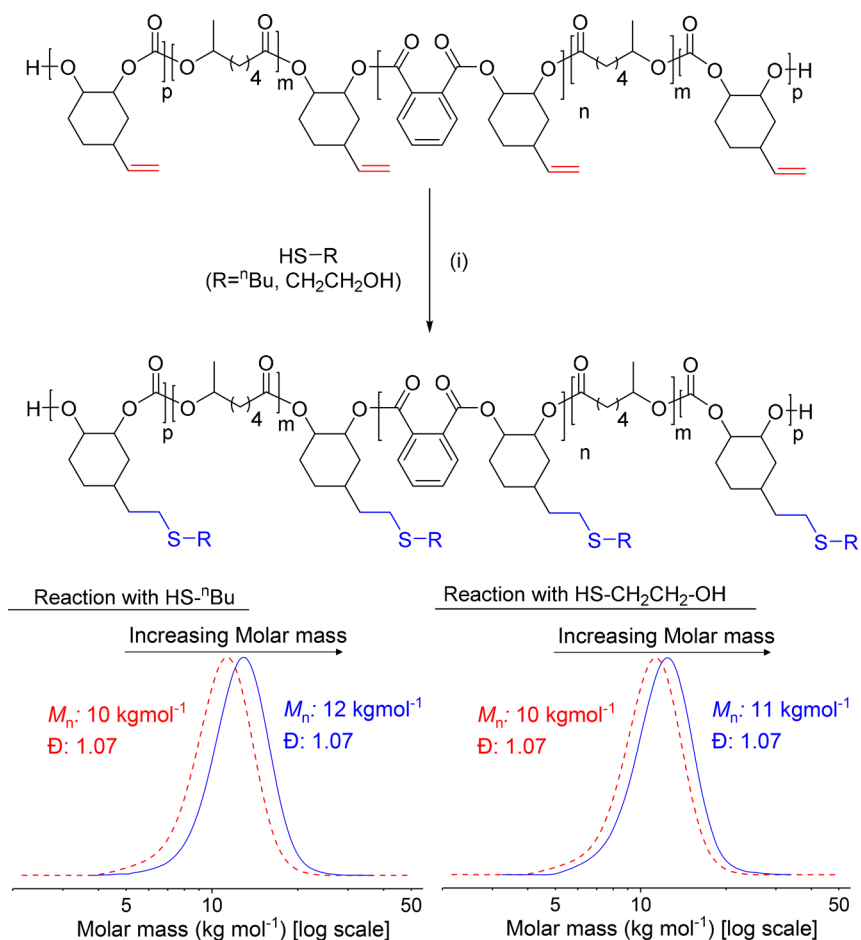 H O O O p O O 4 m O O O O n O O 4 m O O O p H
HS–R
(R=ⁿBu, CH₂CH₂OH)
(i)
H O O O p O O 4 m O O O O n O O 4 m O O O p H
S–R S–R S–R S–R
Reaction with HS-ⁿBu
Reaction with HS-CH₂CH₂-OH
Increasing Molar mass
Increasing Molar mass
Mₙ: 10 kgmol⁻¹
Đ: 1.07
Mₙ: 12 kgmol⁻¹
Đ: 1.07
Mₙ: 10 kgmol⁻¹
Đ: 1.07
Mₙ: 11 kgmol⁻¹
Đ: 1.07
5 10 50
5 10 50
Molar mass (kg mol⁻¹) [log scale]
Molar mass (kg mol⁻¹) [log scale]